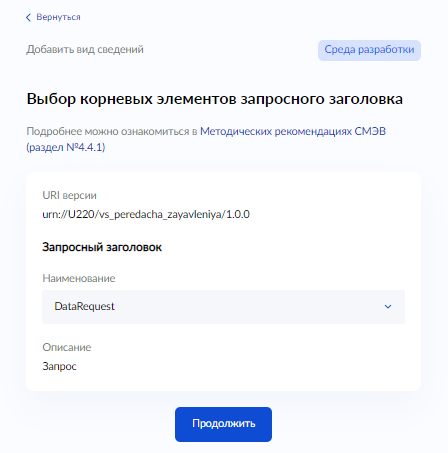 Вернуться
Добавить вид сведений
Среда разработки
Выбор корневых элементов запросного заголовка
Подробнее можно ознакомиться в Методических рекомендациях СМЭВ
(раздел №4.4.1)
URI версии
urn://U220/vs_peredacha_zayavleniya/1.0.0
Запросный заголовок
Наименование
DataRequest
Описание
Запрос
Продолжить